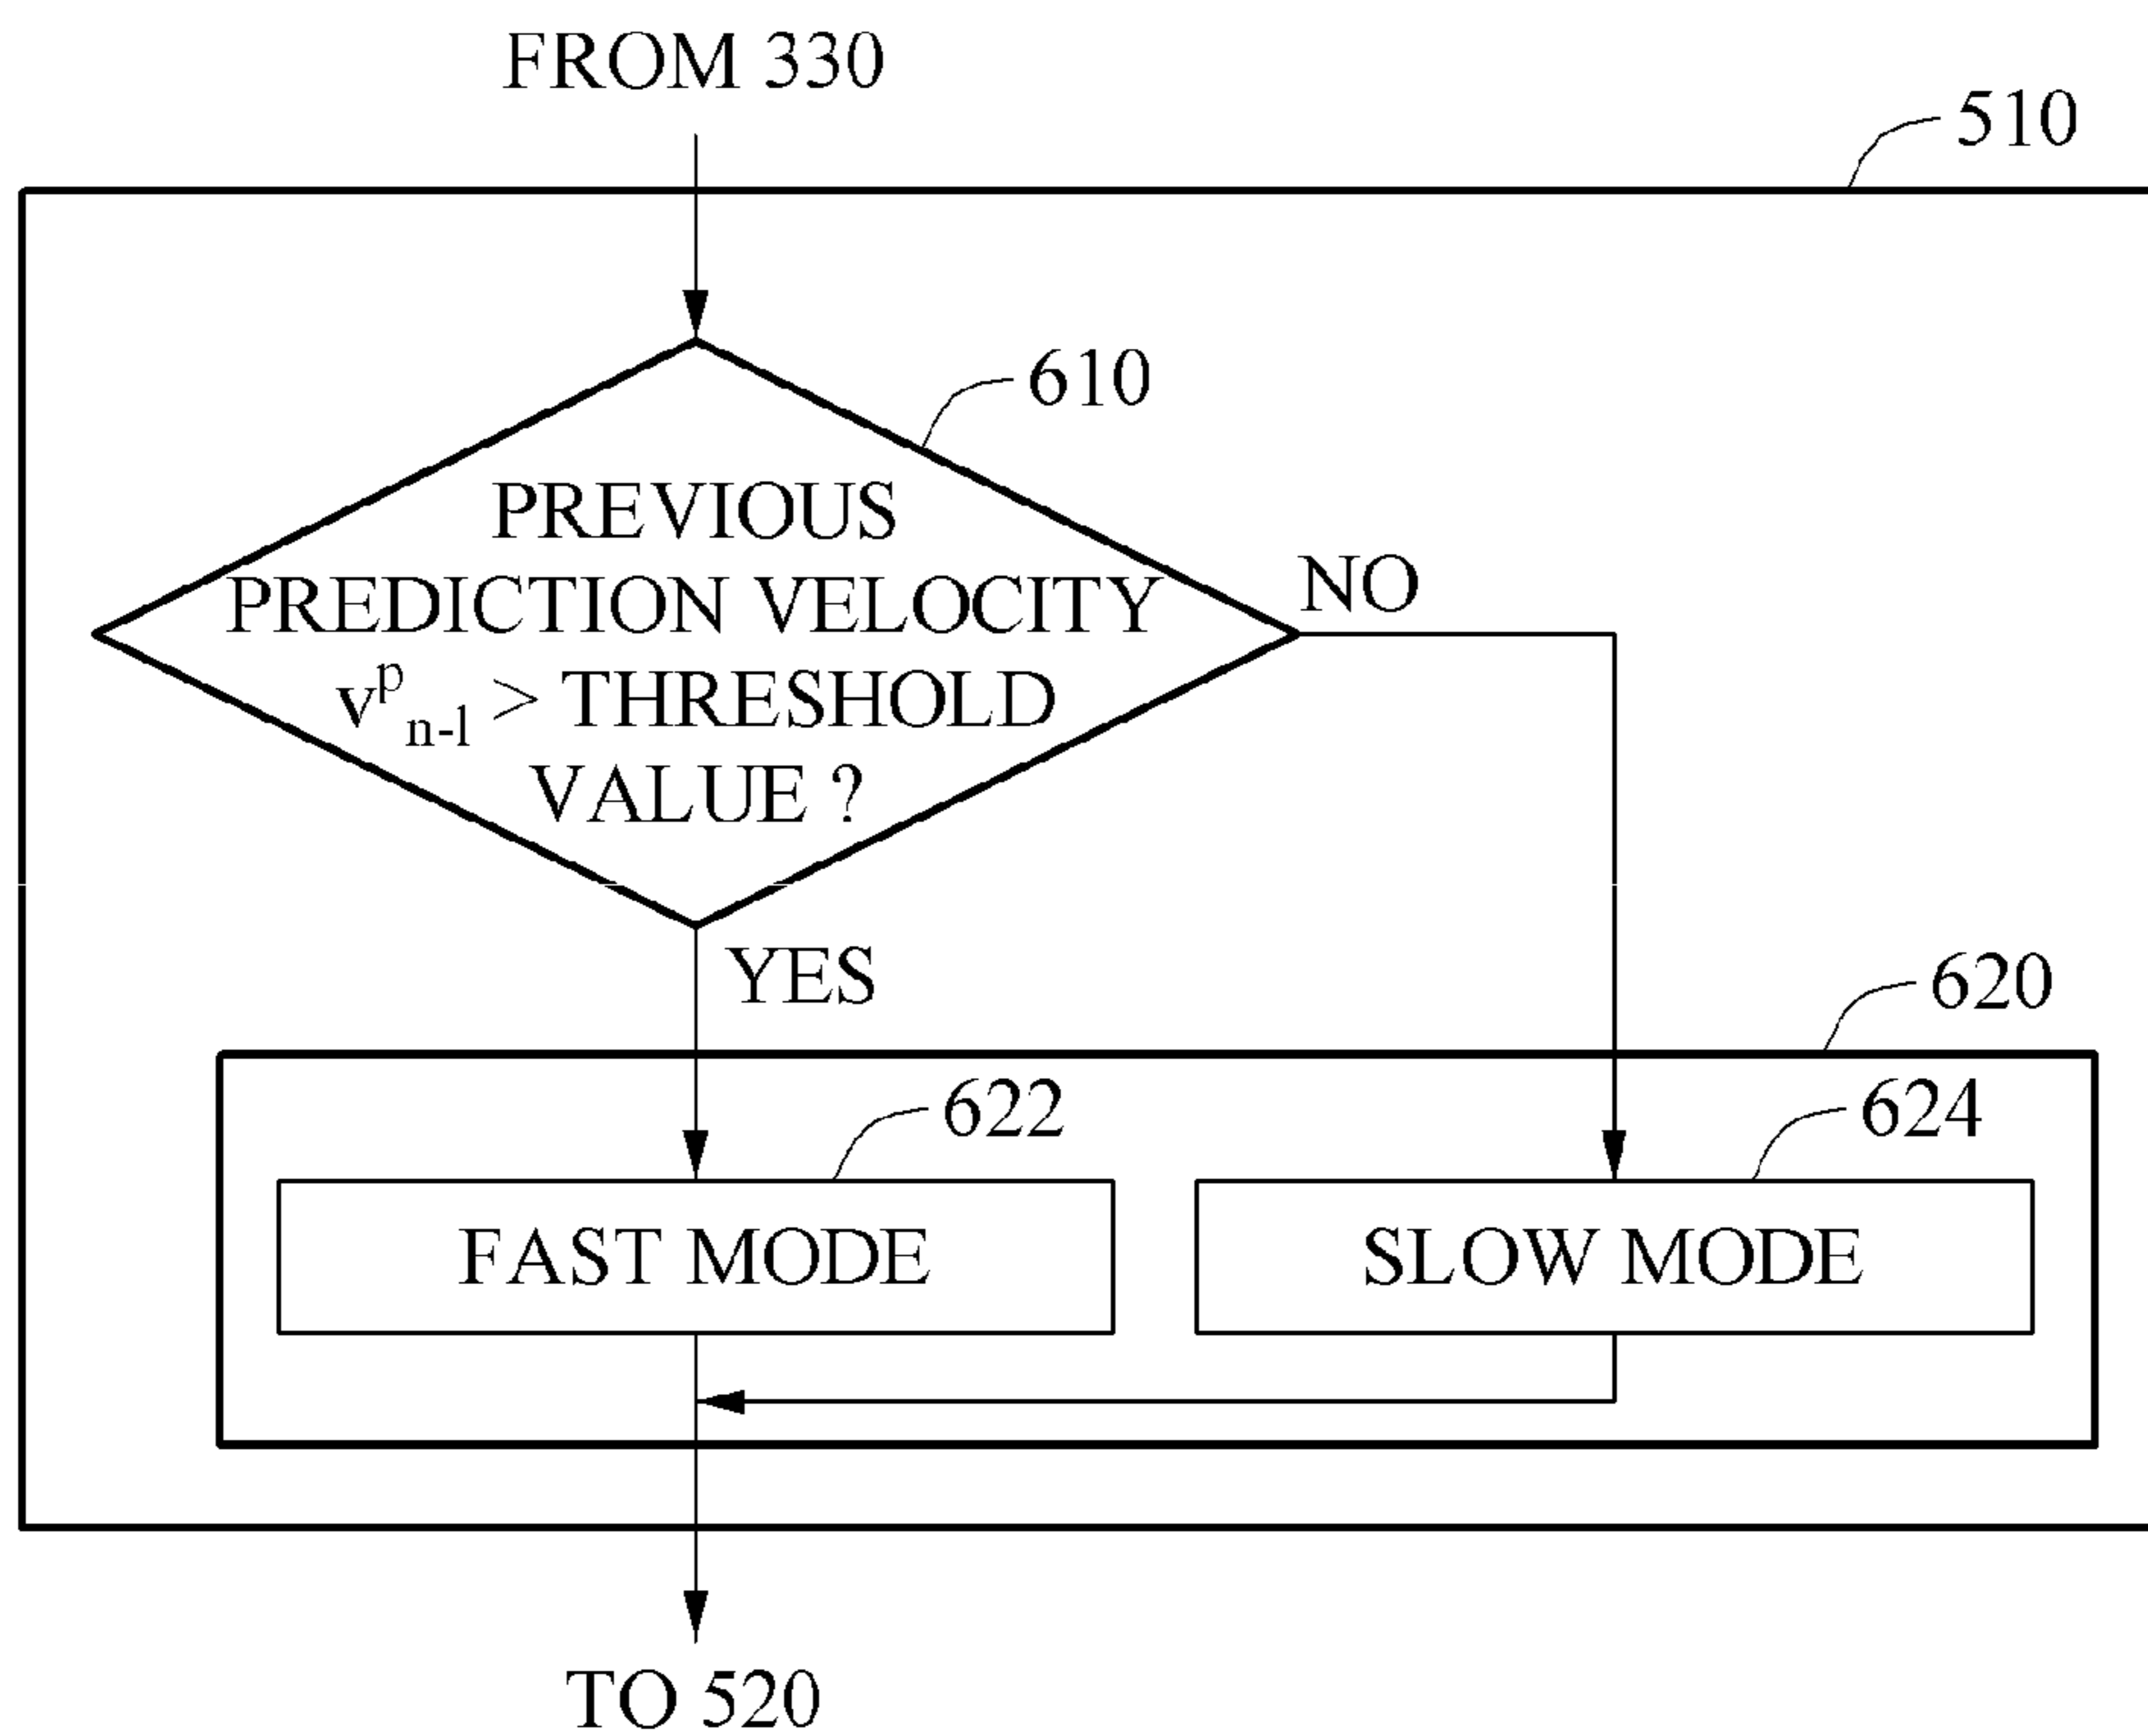 FROM 330
510
610
PREVIOUS
PREDICTION VELOCITY
v^p_n-1 > THRESHOLD
VALUE ?
NO
YES
620
622
624
FAST MODE
SLOW MODE
TO 520